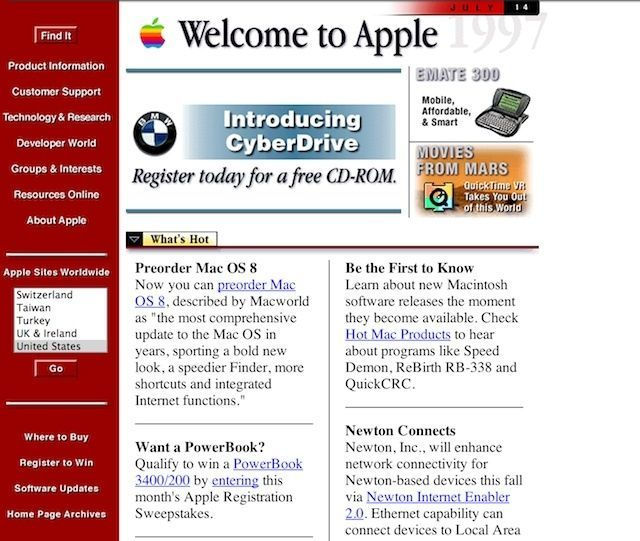 Find It
Product Information
Customer Support
Technology & Research
Developer World
Groups & Interests
Resources Online
About Apple
Apple Sites Worldwide
Switzerland
Taiwan
Turkey
UK & Ireland
United States
Go
Where to Buy
Register to Win
Software Updates
Home Page Archives
JULY 14
1997
Welcome to Apple
BMW
Introducing
CyberDrive
Register today for a free CD-ROM.
EMATE 300
Mobile,
Affordable,
& Smart
MOVIES
FROM MARS
QuickTime VR
Takes You Out
of this World
What's Hot
Preorder Mac OS 8
Now you can preorder Mac
OS 8, described by Macworld
as "the most comprehensive
update to the Mac OS in
years, sporting a bold new
look, a speedier Finder, more
shortcuts and integrated
Internet functions."
Want a PowerBook?
Qualify to win a PowerBook
3400/200 by entering this
month's Apple Registration
Sweepstakes.
Be the First to Know
Learn about new Macintosh
software releases the moment
they become available. Check
Hot Mac Products to hear
about programs like Speed
Demon, ReBirth RB-338 and
QuickCRC.
Newton Connects
Newton, Inc., will enhance
network connectivity for
Newton-based devices this fall
via Newton Internet Enabler
2.0. Ethernet capability can
connect devices to Local Area